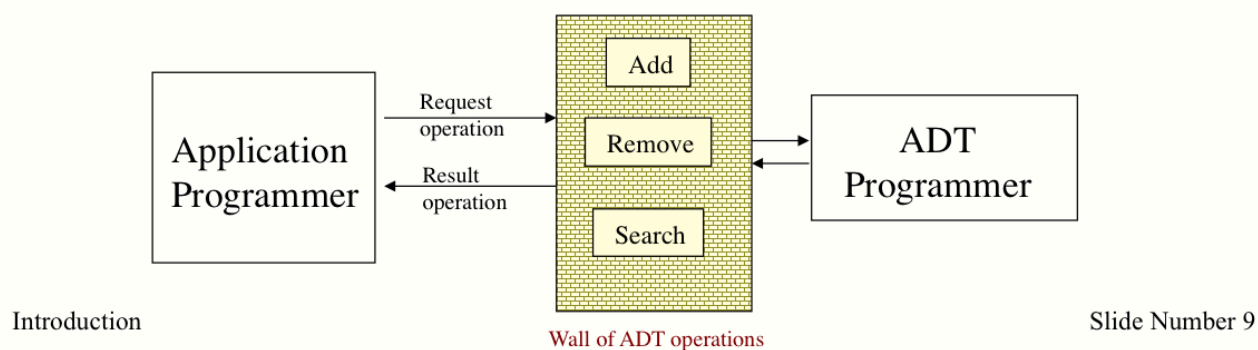 Application
Programmer
Request
operation
Result
operation
Add
Remove
Search
ADT
Programmer
Wall of ADT operations
Introduction
Slide Number 9